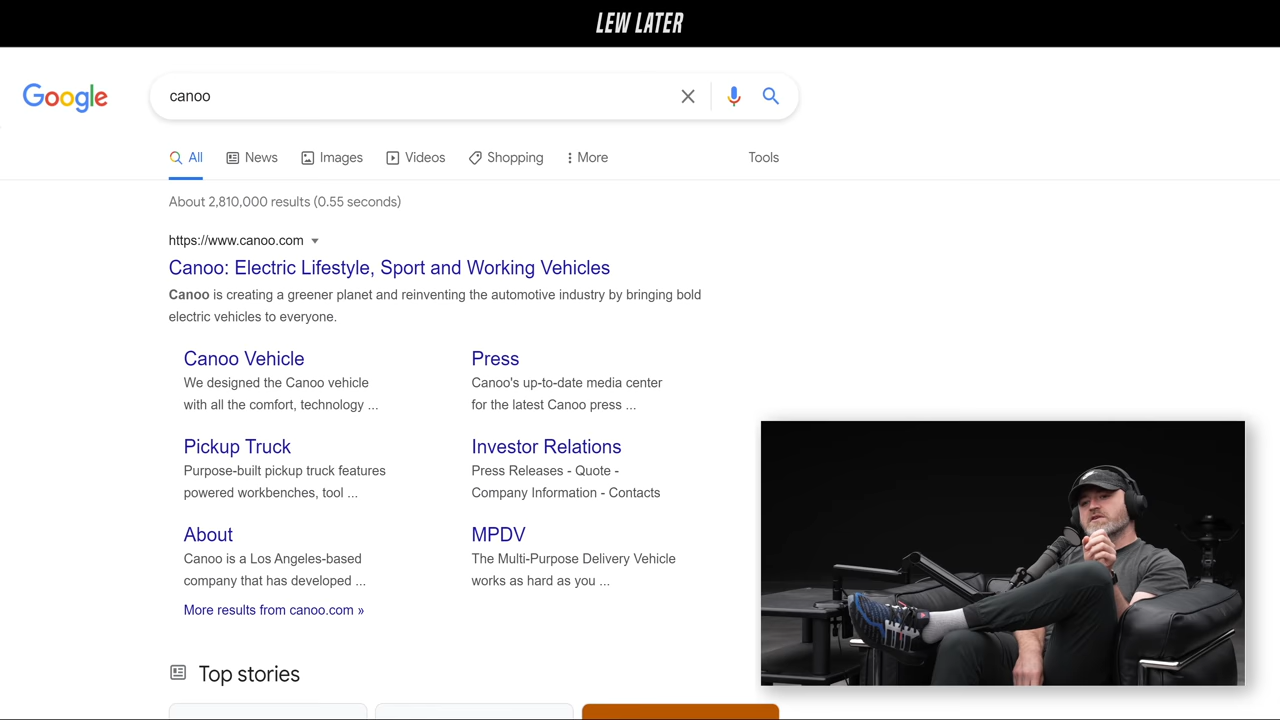 LEW LATER
Google
canoo
All
News
Images
Videos
Shopping
More
Tools
About 2,810,000 results (0.55 seconds)
https://www.canoo.com
Canoo: Electric Lifestyle, Sport and Working Vehicles
Canoo is creating a greener planet and reinventing the automotive industry by bringing bold
electric vehicles to everyone.
Canoo Vehicle
We designed the Canoo vehicle
with all the comfort, technology ...
Press
Canoo's up-to-date media center
for the latest Canoo press ...
Pickup Truck
Purpose-built pickup truck features
powered workbenches, tool ...
Investor Relations
Press Releases - Quote -
Company Information - Contacts
About
Canoo is a Los Angeles-based
company that has developed ...
MPDV
The Multi-Purpose Delivery Vehicle
works as hard as you ...
More results from canoo.com »
Top stories